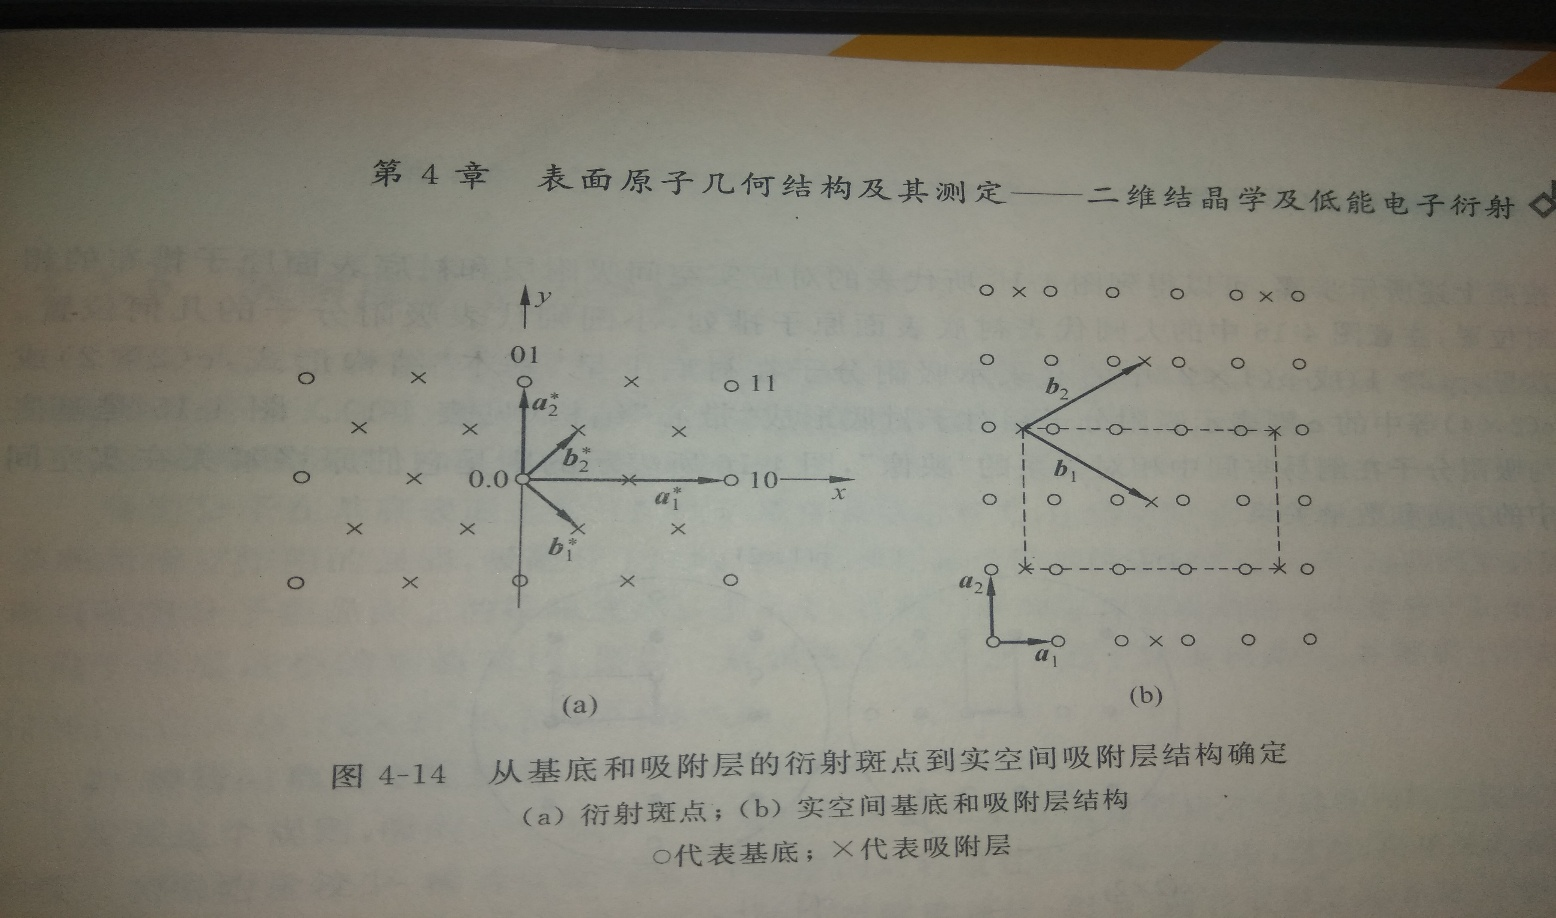 第 4 章 表面原子几何结构及其测定——二维结晶学及低能电子衍射
y
01
11
a₂*
b₂*
0.0
10
a₁*
x
b₁*
(a)
b₂
b₁
a₂
a₁
(b)
图 4-14 从基底和吸附层的衍射斑点到实空间吸附层结构确定
(a) 衍射斑点；(b) 实空间基底和吸附层结构
○代表基底；×代表吸附层